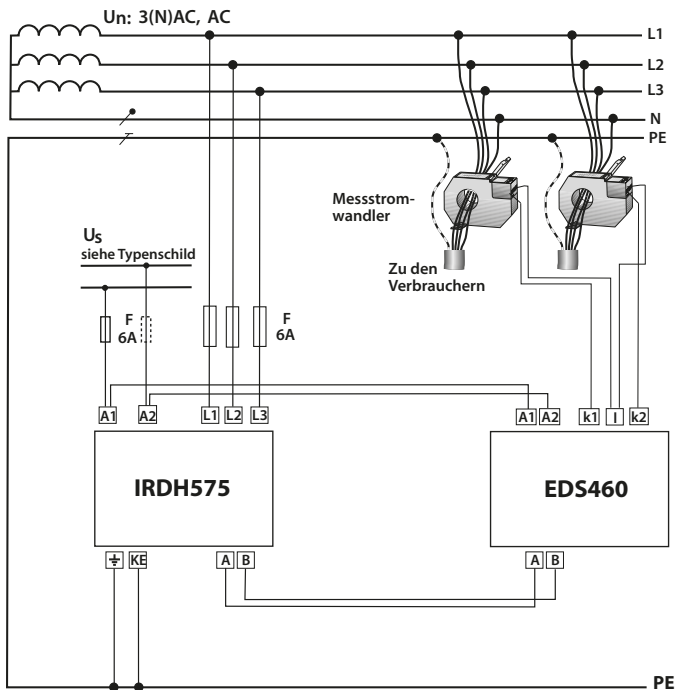 Un: 3(N)AC, AC
L1
L2
L3
N
PE
Messstrom-
wandler
Us
siehe Typenschild
Zu den
Verbrauchern
F
6A
F
6A
A1
A2
L1
L2
L3
A1
A2
k1
l
k2
IRDH575
EDS460
KE
A
B
A
B
PE